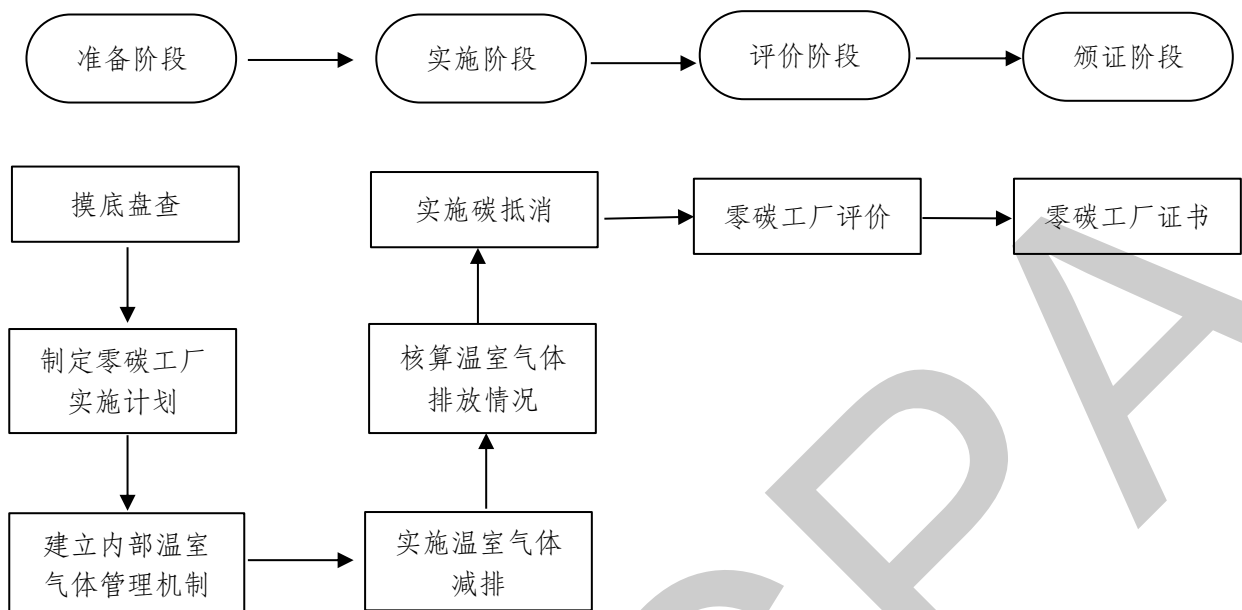 准备阶段
实施阶段
评价阶段
颁证阶段
摸底盘查
实施碳抵消
零碳工厂评价
零碳工厂证书
制定零碳工厂
实施计划
核算温室气体
排放情况
建立内部温室
气体管理机制
实施温室气体
减排
SPA